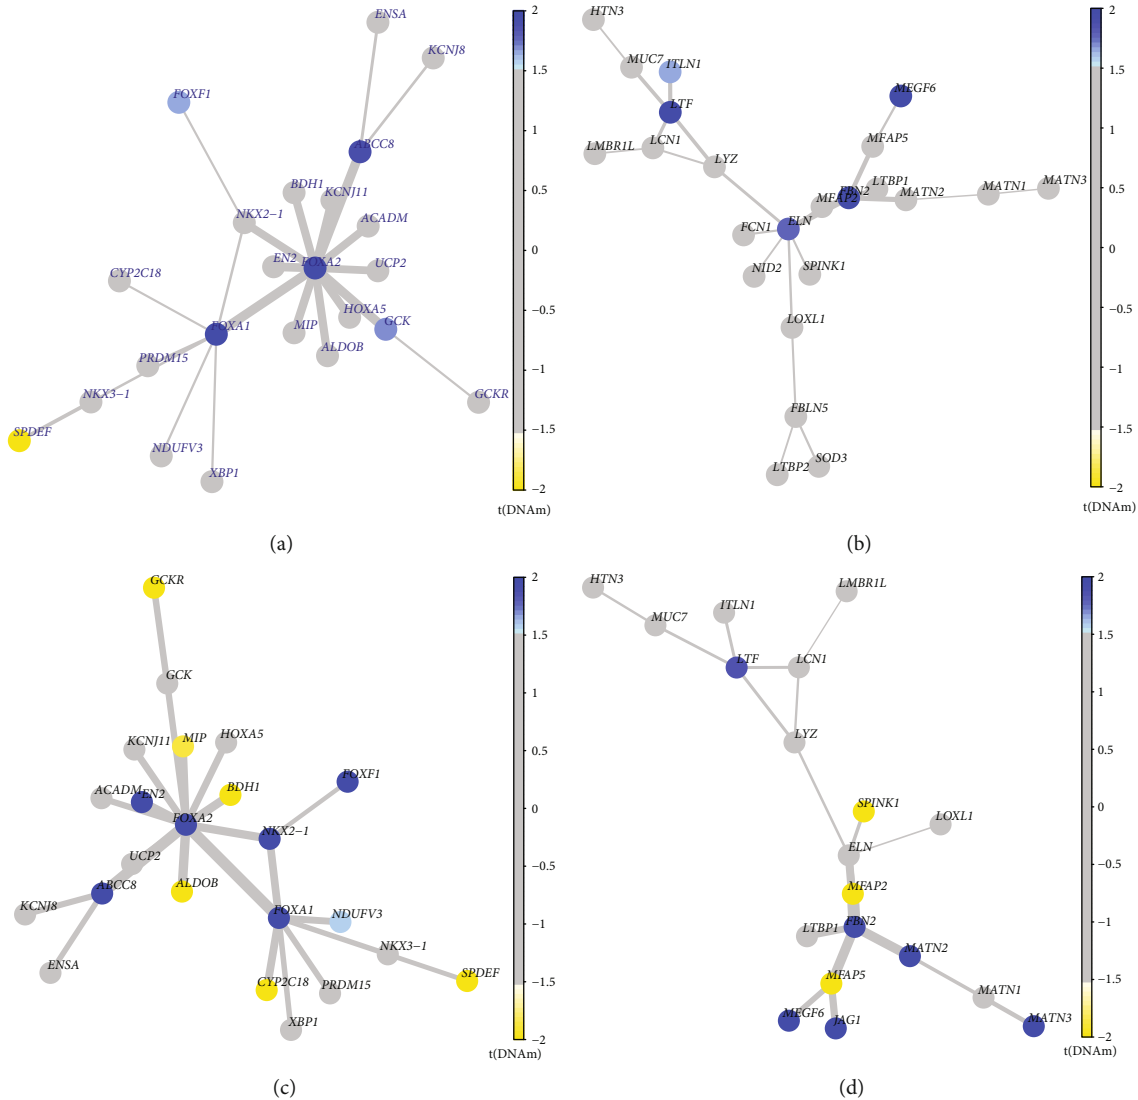 ENSA
KCNJ8
FOXF1
ABCC8
BDH1
KCNJ11
NKX2−1
ACADM
EN2
FOXA2
UCP2
CYP2C18
HOXA5
FOXA1
MIP
GCK
ALDOB
PRDM15
NKX3−1
GCKR
SPDEF
NDUFV3
XBP1
2
1.5
1
0.5
0
−0.5
−1
−1.5
−2
t(DNAm)
(a)
HTN3
MUC7
ITLN1
LTF
MEGF6
LMBR1L
LCN1
LYZ
MFAP5
LTBP1
FBN2
MATN2
MATN1
MATN3
MFAP2
ELN
FCN1
NID2
SPINK1
LOXL1
FBLN5
LTBP2
SOD3
2
1.5
1
0.5
0
−0.5
−1
−1.5
−2
t(DNAm)
(b)
GCKR
GCK
KCNJ11
MIP
HOXA5
FOXF1
ACADM
EN2
BDH1
FOXA2
NKX2−1
UCP2
ABCC8
ALDOB
KCNJ8
FOXA1
NDUFV3
NKX3−1
ENSA
CYP2C18
PRDM15
SPDEF
XBP1
2
1.5
1
0.5
0
−0.5
−1
−1.5
−2
t(DNAm)
(c)
HTN3
LMBR1L
MUC7
ITLN1
LTF
LCN1
LYZ
SPINK1
LOXL1
ELN
MFAP2
LTBP1
FBN2
MATN2
MFAP5
MATN1
MEGF6
JAG1
MATN3
2
1.5
1
0.5
0
−0.5
−1
−1.5
−2
t(DNAm)
(d)